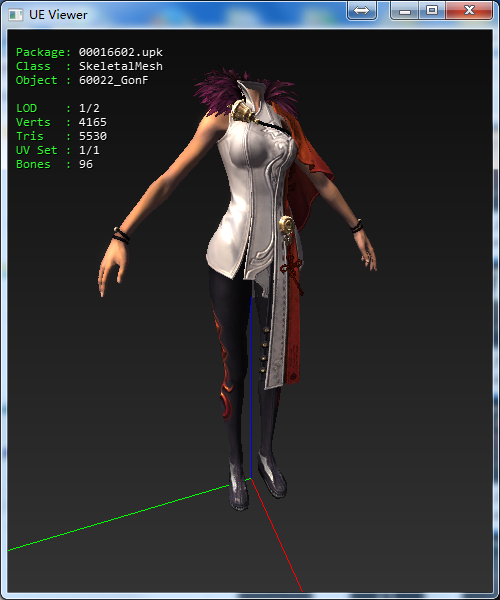 UE Viewer
Package: 00016602.upk
Class : SkeletalMesh
Object : 60022_GonF
LOD : 1/2
Verts : 4165
Tris : 5530
UV Set : 1/1
Bones : 96